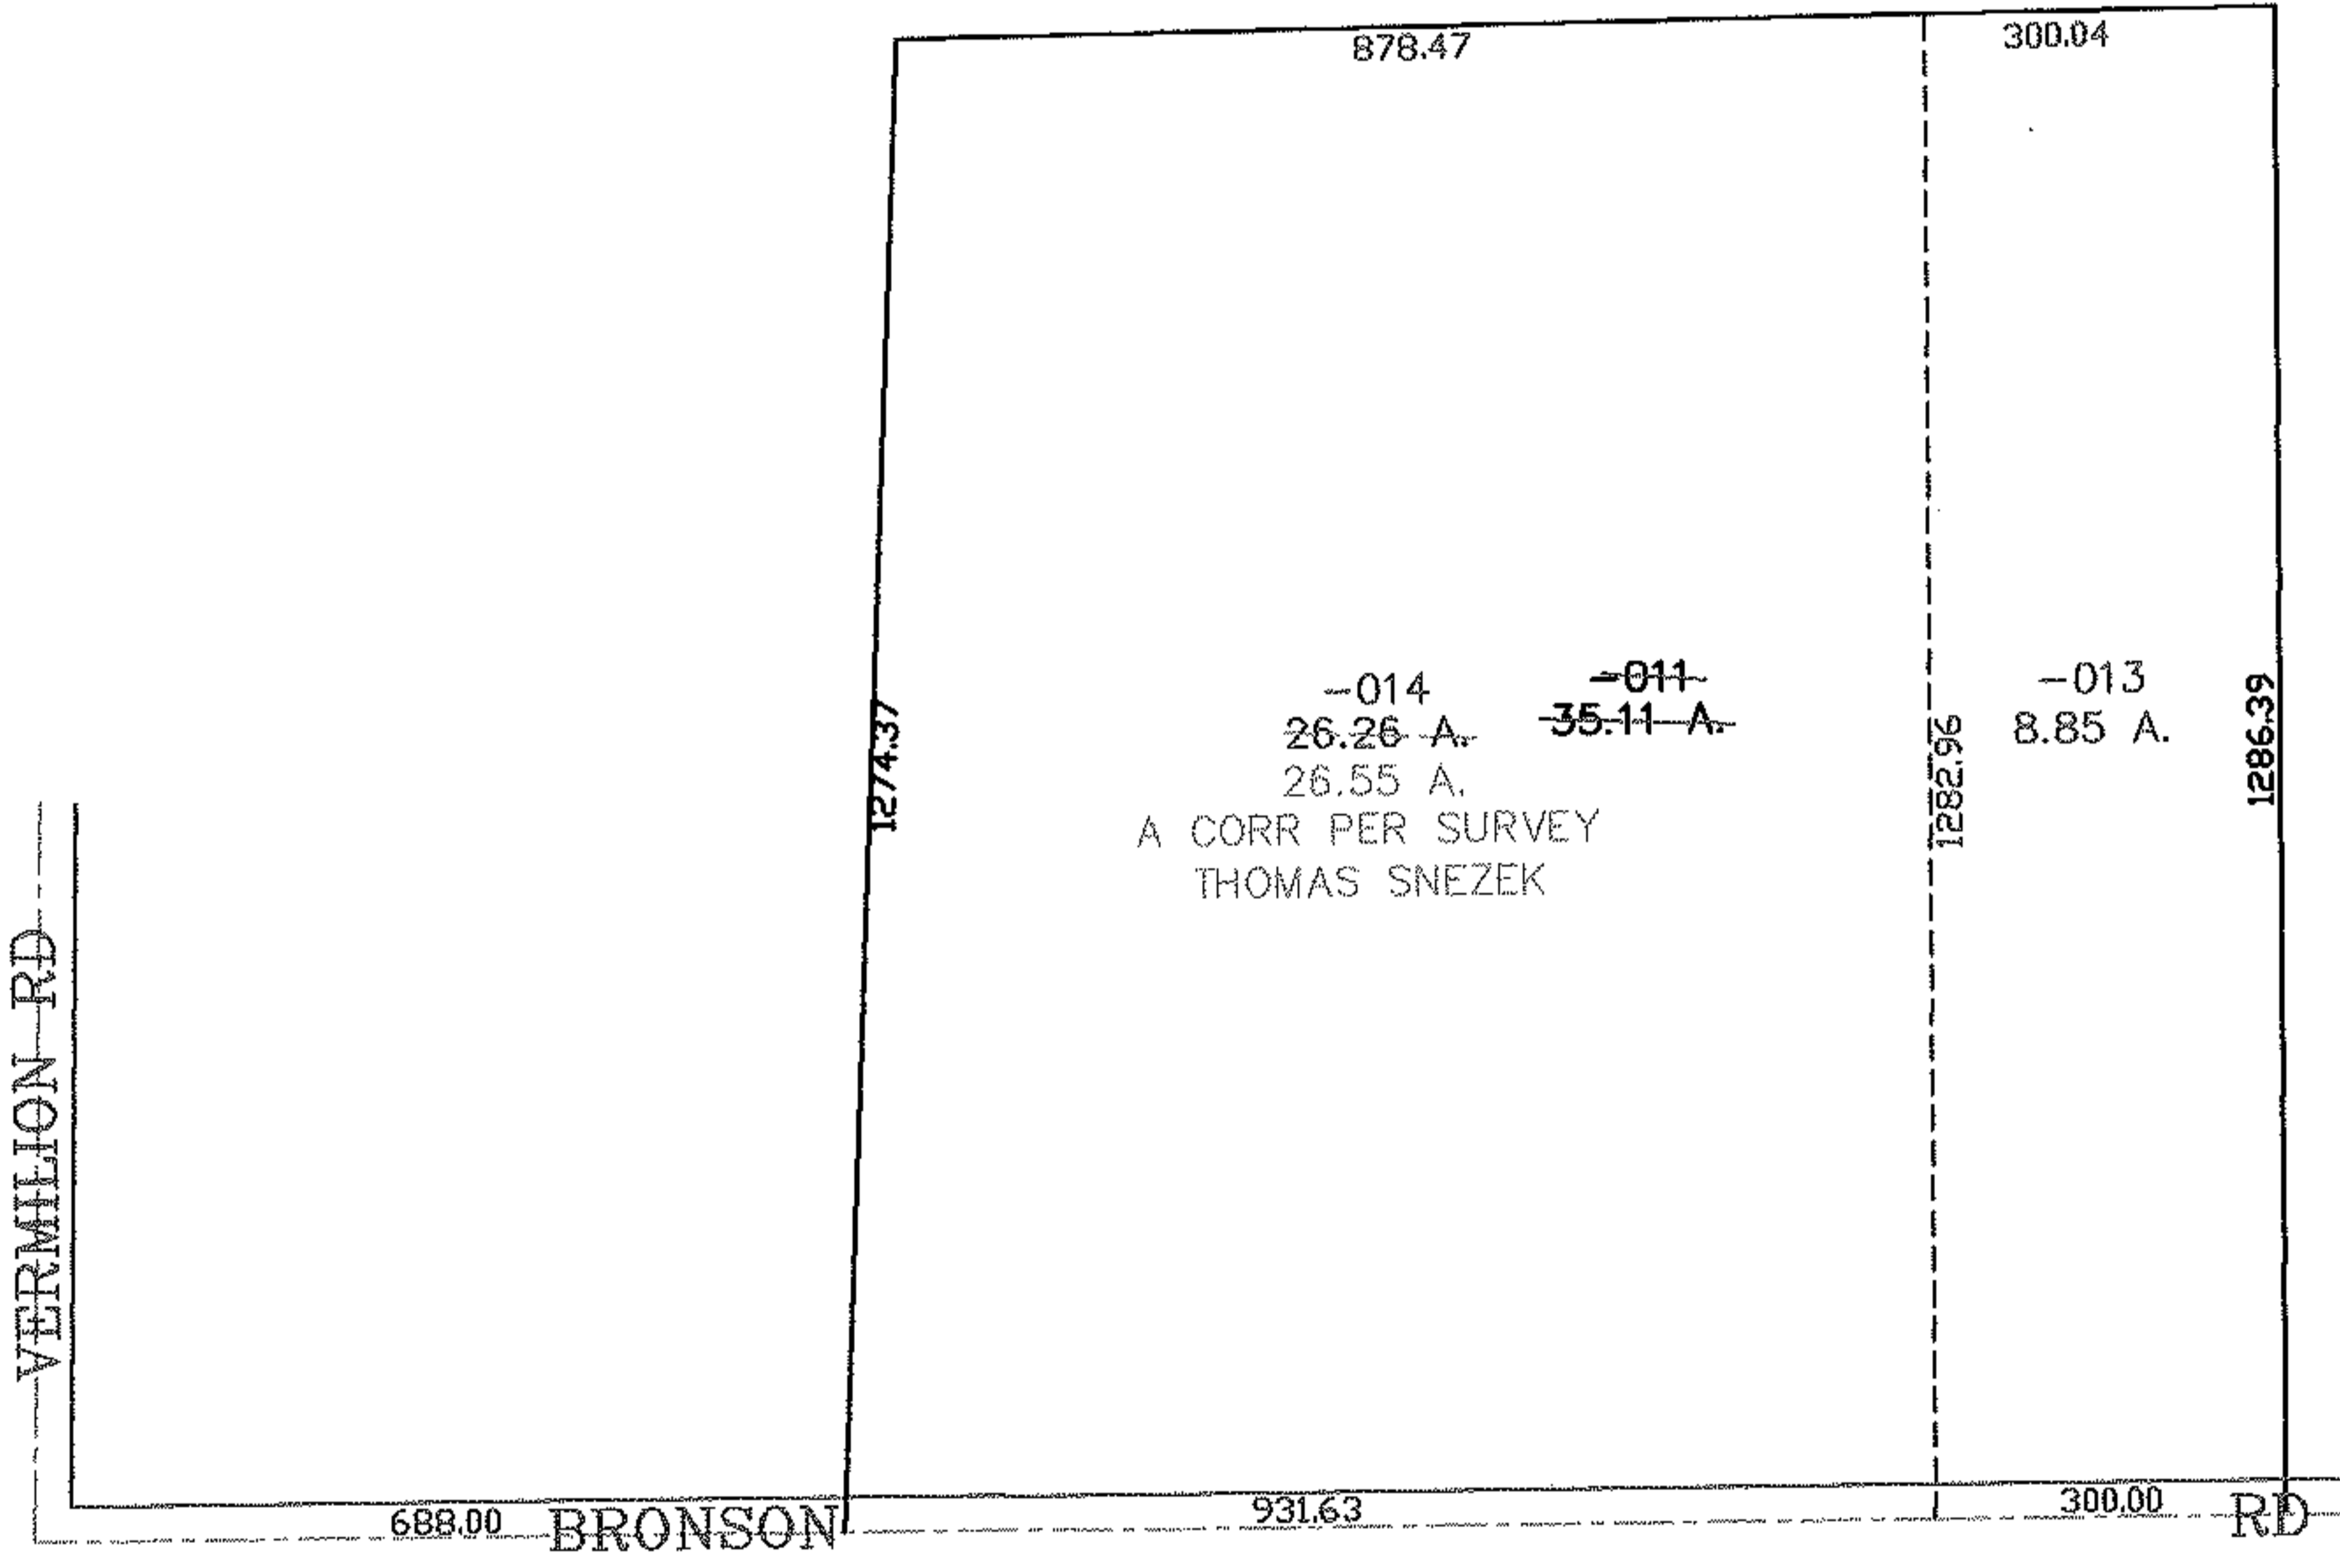 878.47
300.04
-014
26.26 A.
26.55 A.
A CORR PER SURVEY
THOMAS SNEZEK
-011
35.11 A.
-013
8.85 A.
1274.37
1282.96
1286.39
VERMILION RD
688.00
BRONSON RD
931.63
300.00